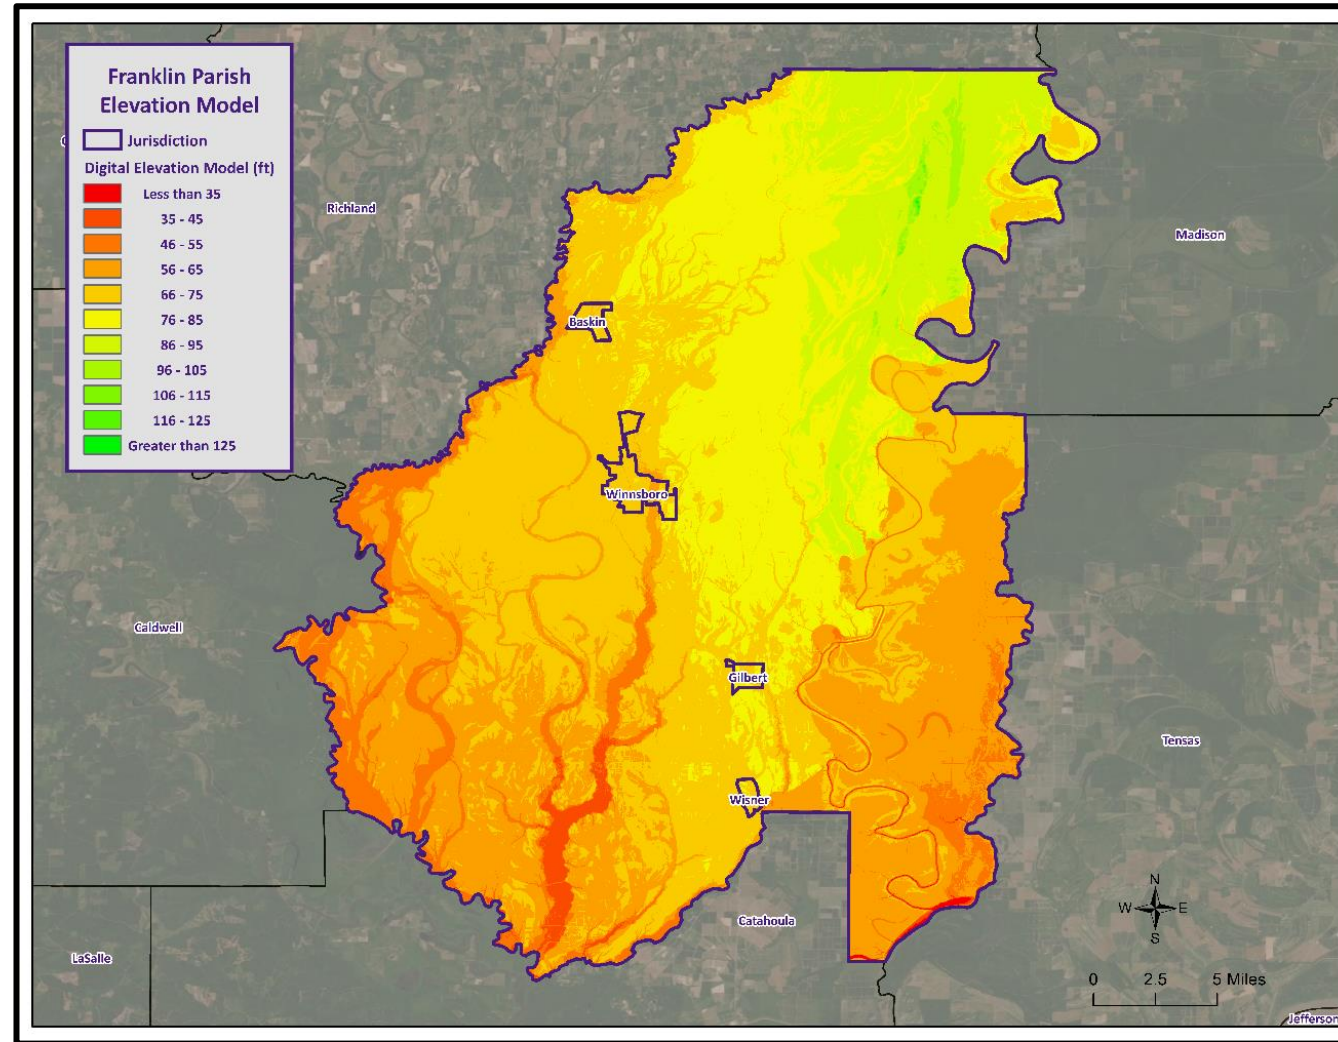 Franklin Parish
Elevation Model
Jurisdiction
Digital Elevation Model (ft)
Less than 35
35 - 45
46 - 55
56 - 65
66 - 75
76 - 85
86 - 95
96 - 105
106 - 115
116 - 125
Greater than 125
Richland
Madison
Baskin
Winnsboro
Caldwell
Gilbert
Tensas
Wisner
Catahoula
LaSalle
N
W
E
S
0
2.5
5 Miles
Jefferson